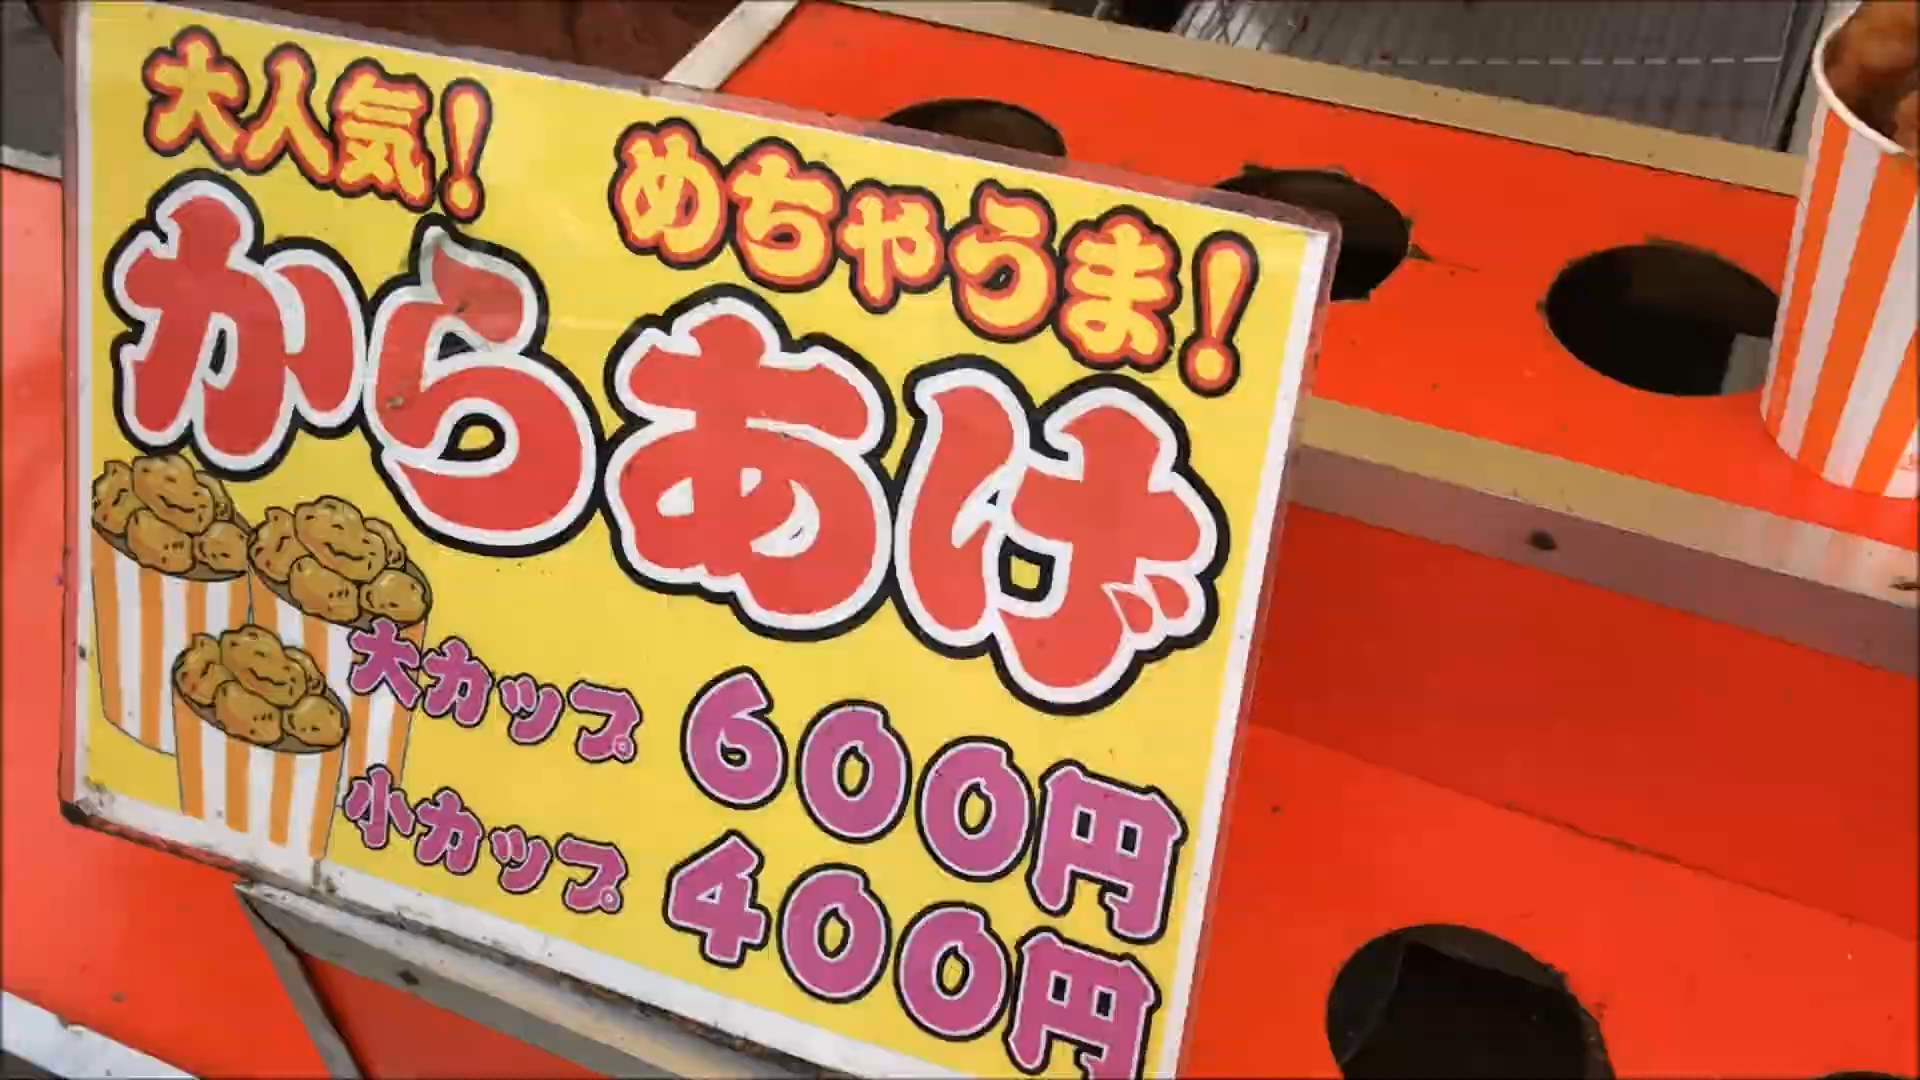 大人気!
めちゃうま!
からあげ
大カップ 600円
小カップ 400円